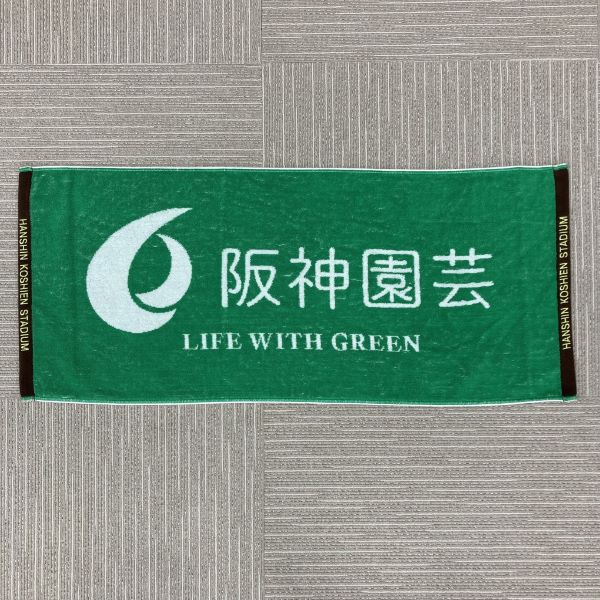 HANSHIN KOSHIEN STADIUM
阪神園芸
LIFE WITH GREEN
HANSHIN KOSHIEN STADIUM